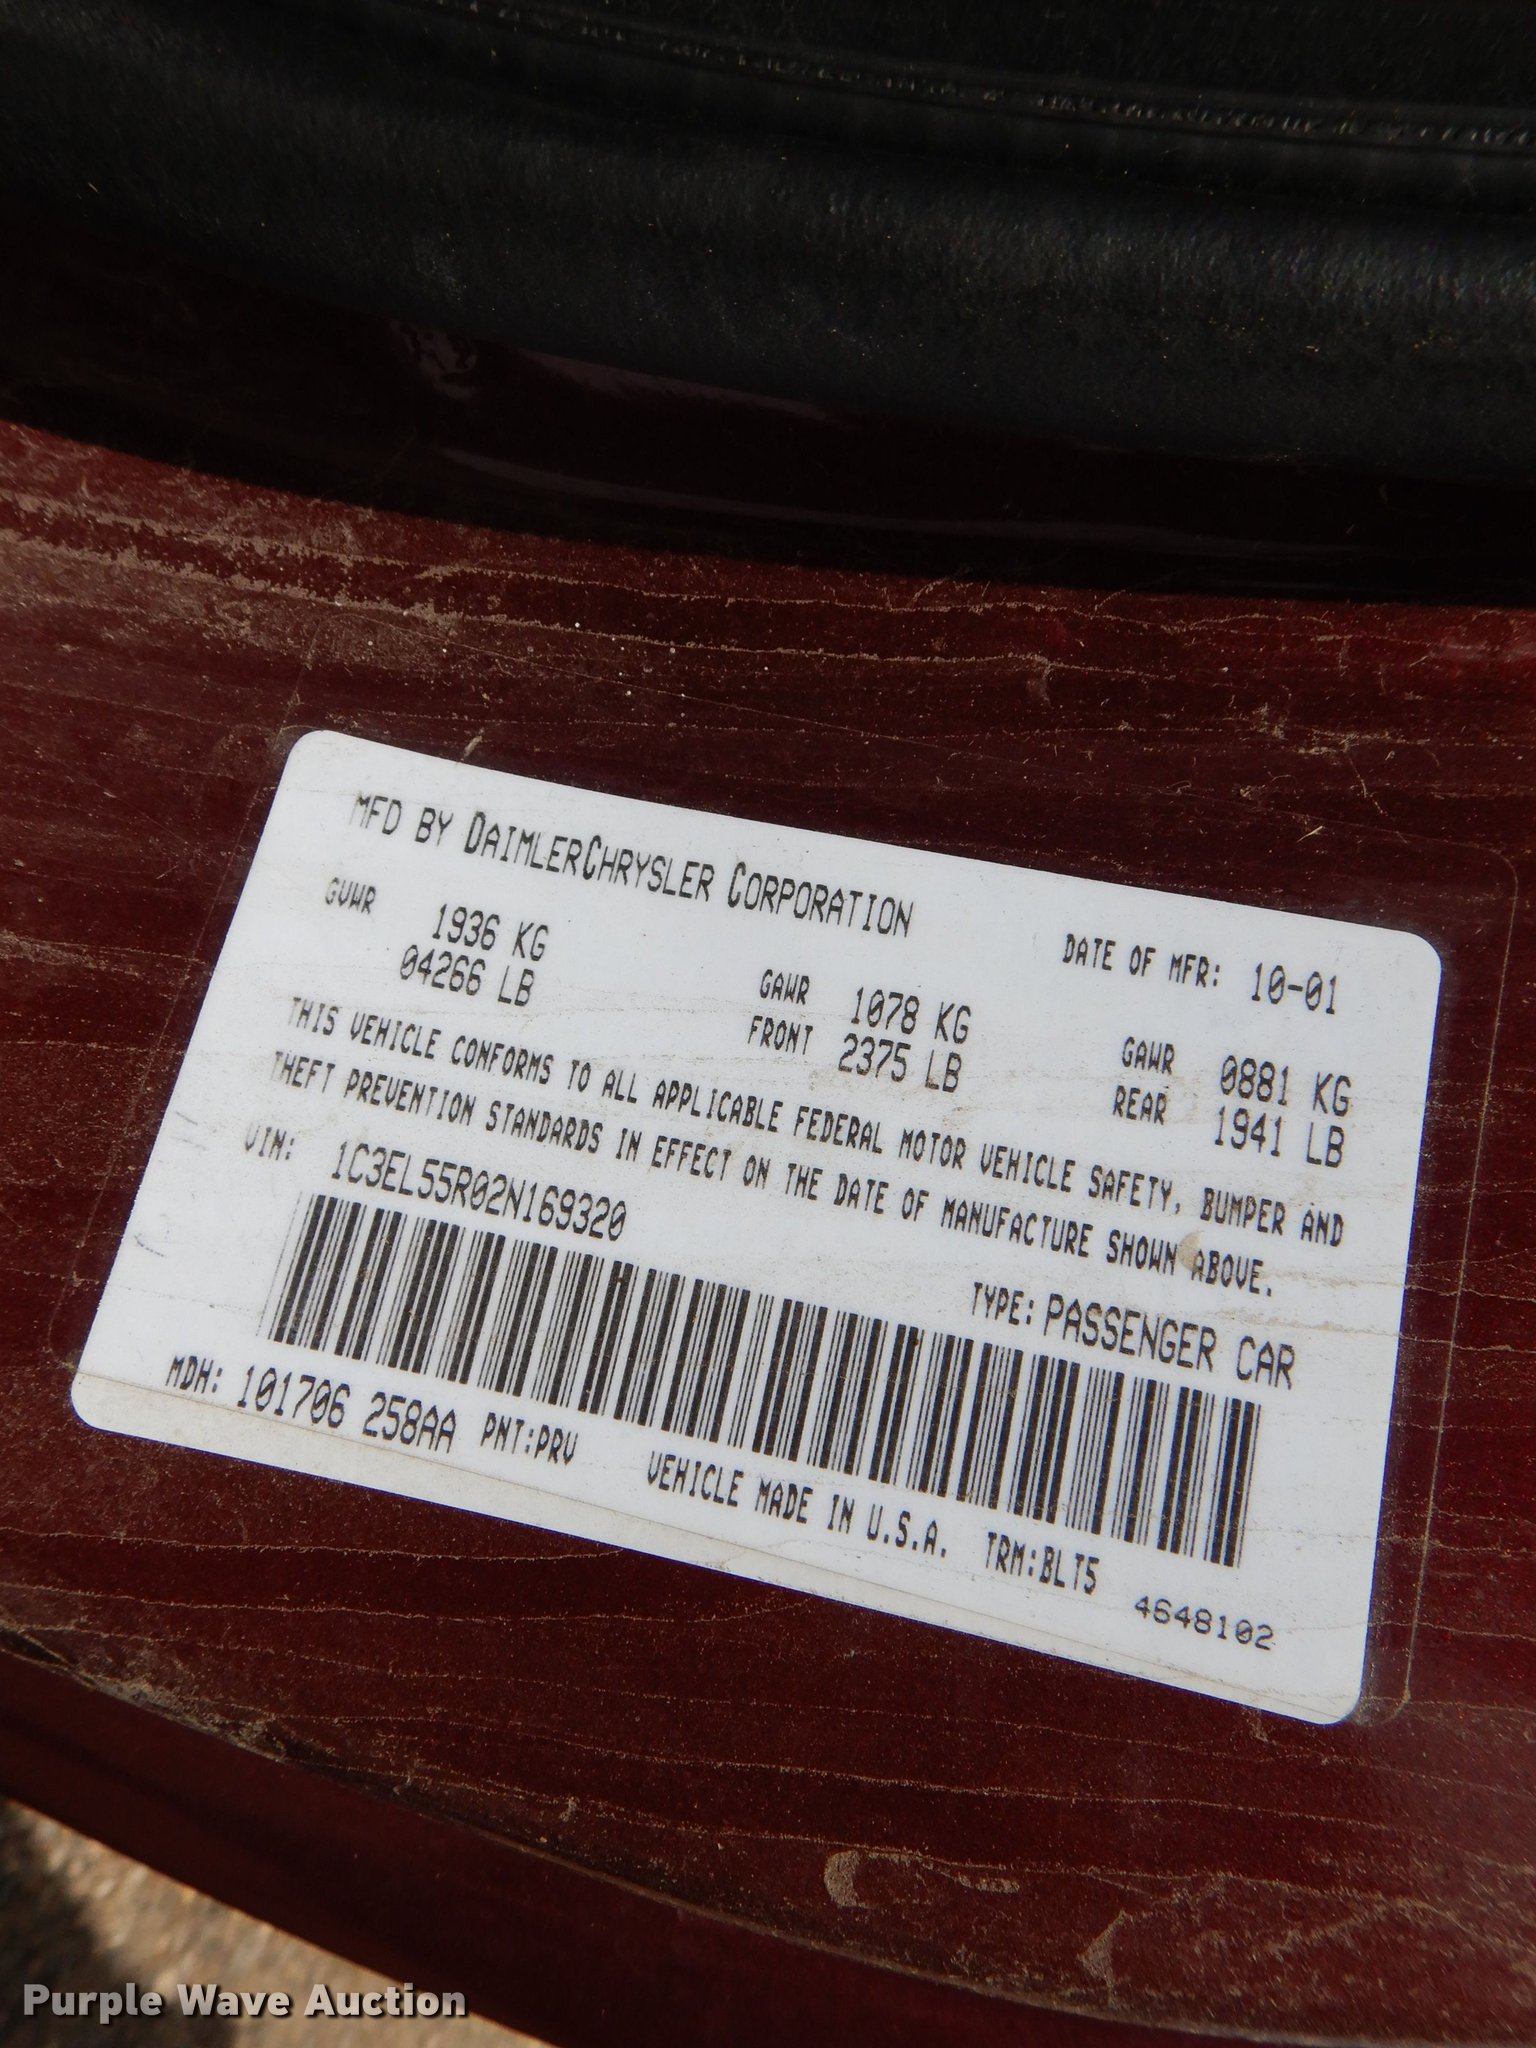 MFD BY DAIMLERCHRYSLER CORPORATION
DATE OF MFR: 10-01
GVWR 1936 KG
04266 LB
GAWR 1078 KG
FRONT 2375 LB
GAWR 0881 KG
REAR 1941 LB
THIS VEHICLE CONFORMS TO ALL APPLICABLE FEDERAL MOTOR VEHICLE SAFETY, BUMPER AND
THEFT PREVENTION STANDARDS IN EFFECT ON THE DATE OF MANUFACTURE SHOWN ABOVE.
VIN: 1C3EL55R02N169320
TYPE: PASSENGER CAR
MDH: 101706 258AA PNT:PRV
VEHICLE MADE IN U.S.A. TRM:BLT5
4648102
Purple Wave Auction